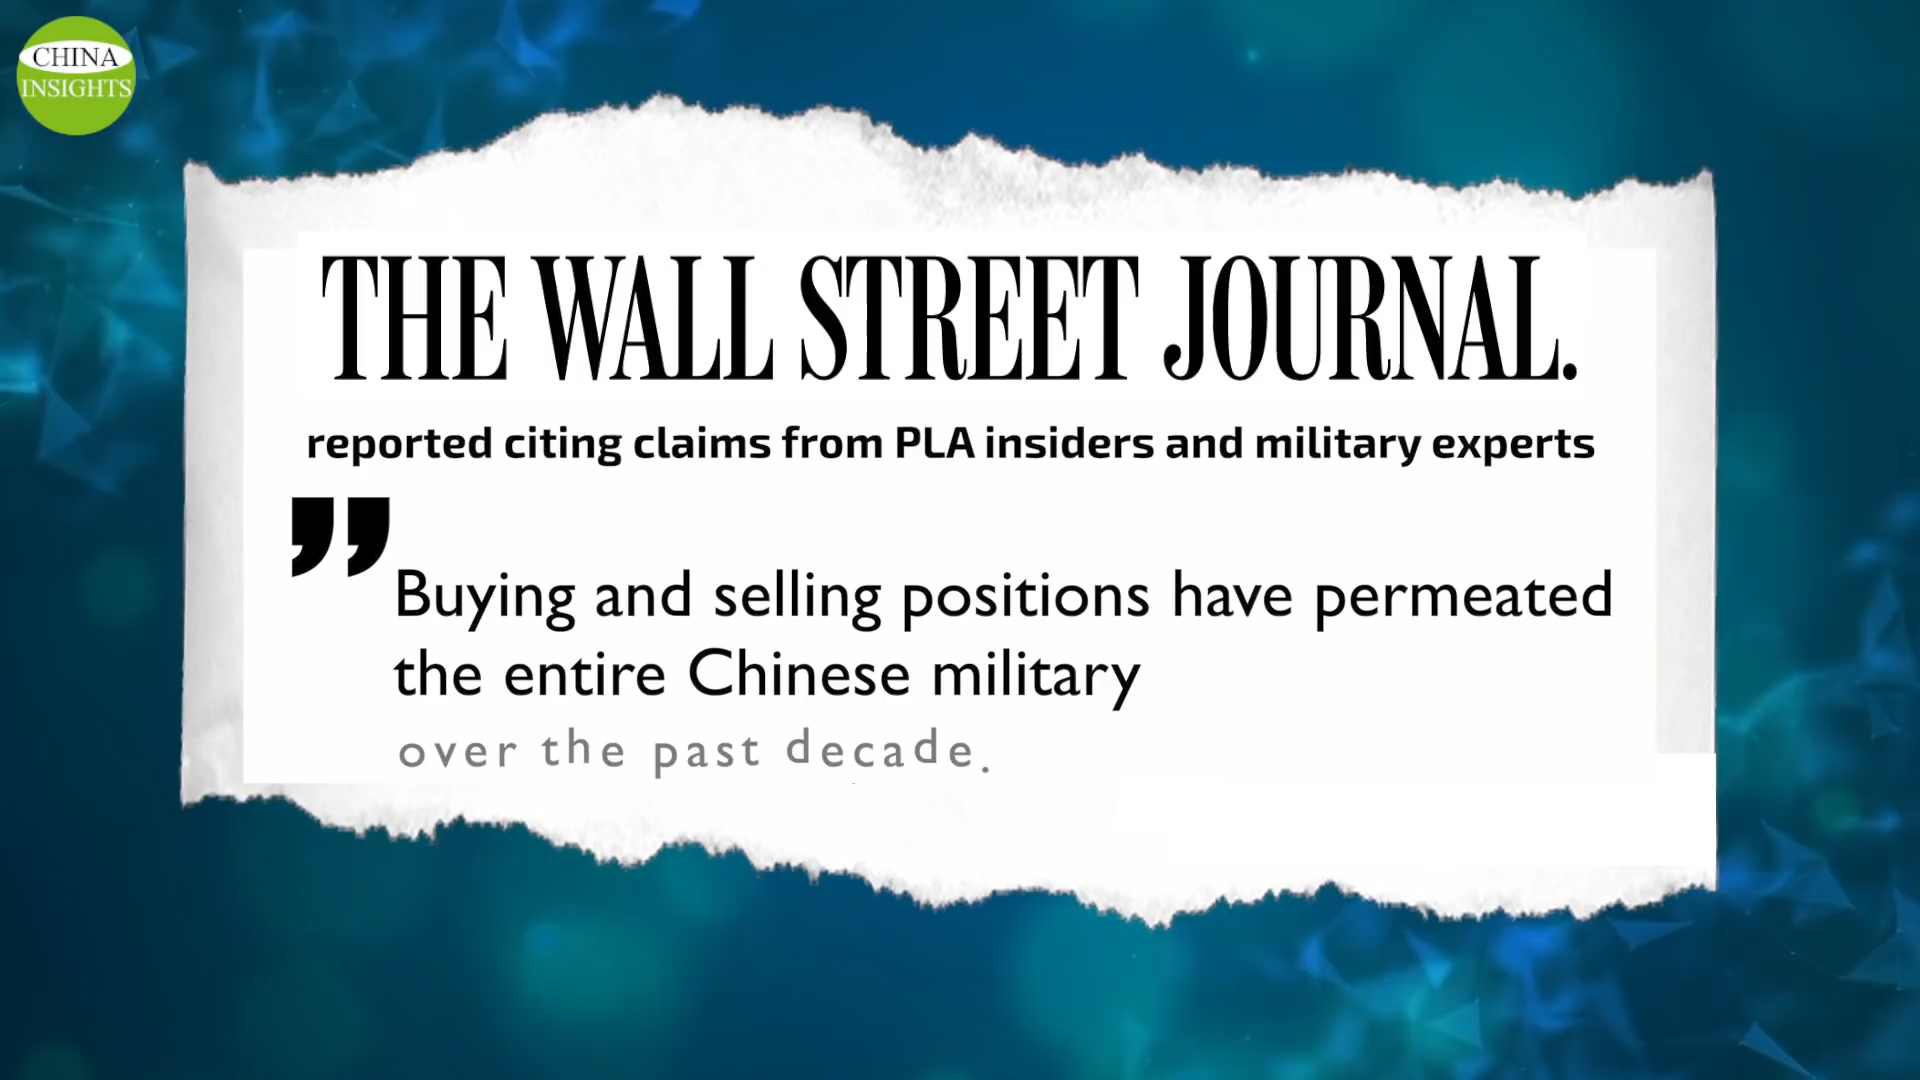 CHINA
INSIGHTS
THE WALL STREET JOURNAL.
reported citing claims from PLA insiders and military experts
”Buying and selling positions have permeated
the entire Chinese military
over the past decade.